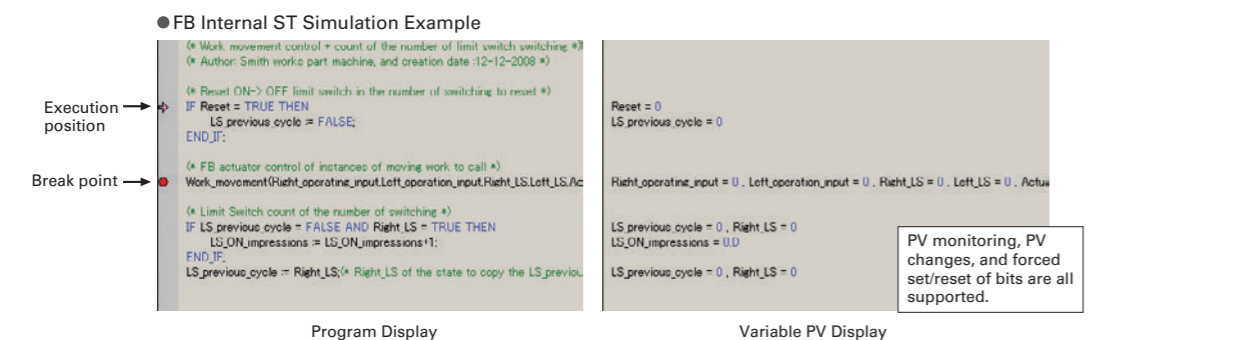 ● FB Internal ST Simulation Example
(* Work movement control + count of the number of limit switch switching *)
(* Author: Smith works part machine, and creation date :12-12-2008 *)
(* Reset ON-> OFF limit switch in the number of switching to reset *)
Execution position
IF Reset = TRUE THEN
Reset = 0
LS_previous_cycle := FALSE;
LS_previous_cycle = 0
END_IF;
(* FB actuator control of instances of moving work to call *)
Break point
Work_movement(Right_operating_input,Left_operation_input,Right_LS,Left_LS,Ac
Right_operating_input = 0 , Left_operation_input = 0 , Right_LS = 0 , Left_LS = 0 , Actua
(* Limit Switch count of the number of switching *)
IF LS_previous_cycle = FALSE AND Right_LS = TRUE THEN
LS_previous_cycle = 0 , Right_LS = 0
LS_ON_impressions := LS_ON_impressions+1;
LS_ON_impressions = 0.0
END_IF;
LS_previous_cycle := Right_LS;(* Right_LS of the state to copy the LS_previou..
LS_previous_cycle = 0 , Right_LS = 0
PV monitoring, PV
changes, and forced
set/reset of bits are all
supported.
Program Display
Variable PV Display